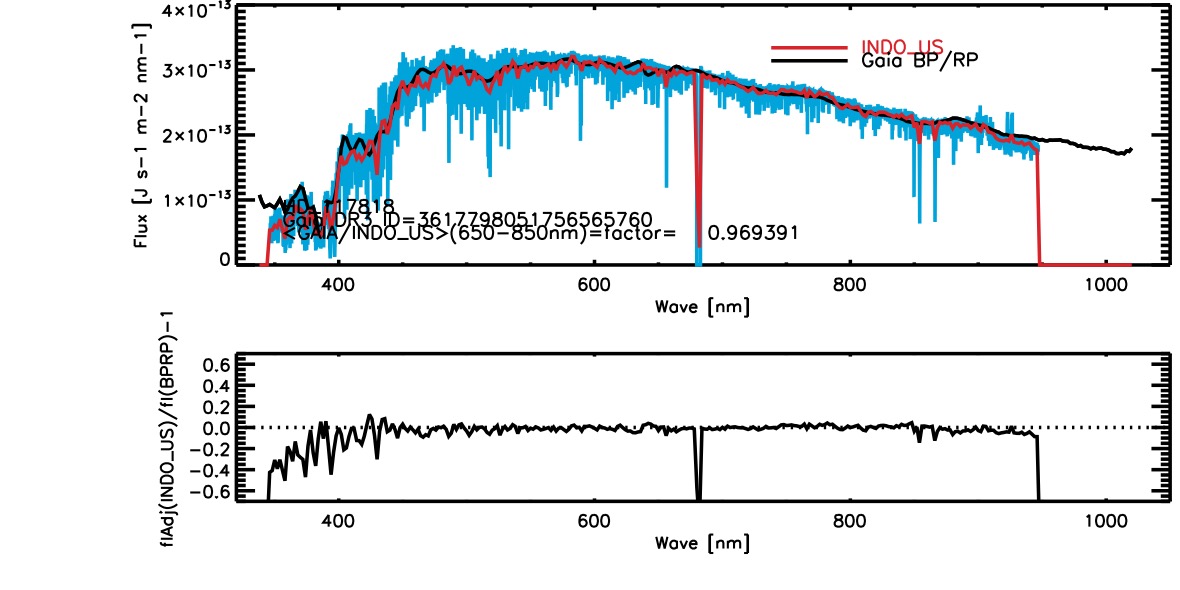 4×10-13
3×10-13
2×10-13
1×10-13
0
Flux [J s-1 m-2 nm-1]
INDO_US
Gaia BP/RP
Gaia DR3 ID=3617798051756565760
<GAIA/INDO_US>(650-850nm)=factor= 0.969391
400 600 800 1000
Wave [nm]
flAdj(INDO_US)/fl(BPRP)-1
0.6
0.4
0.2
0.0
-0.2
-0.4
-0.6
400 600 800 1000
Wave [nm]